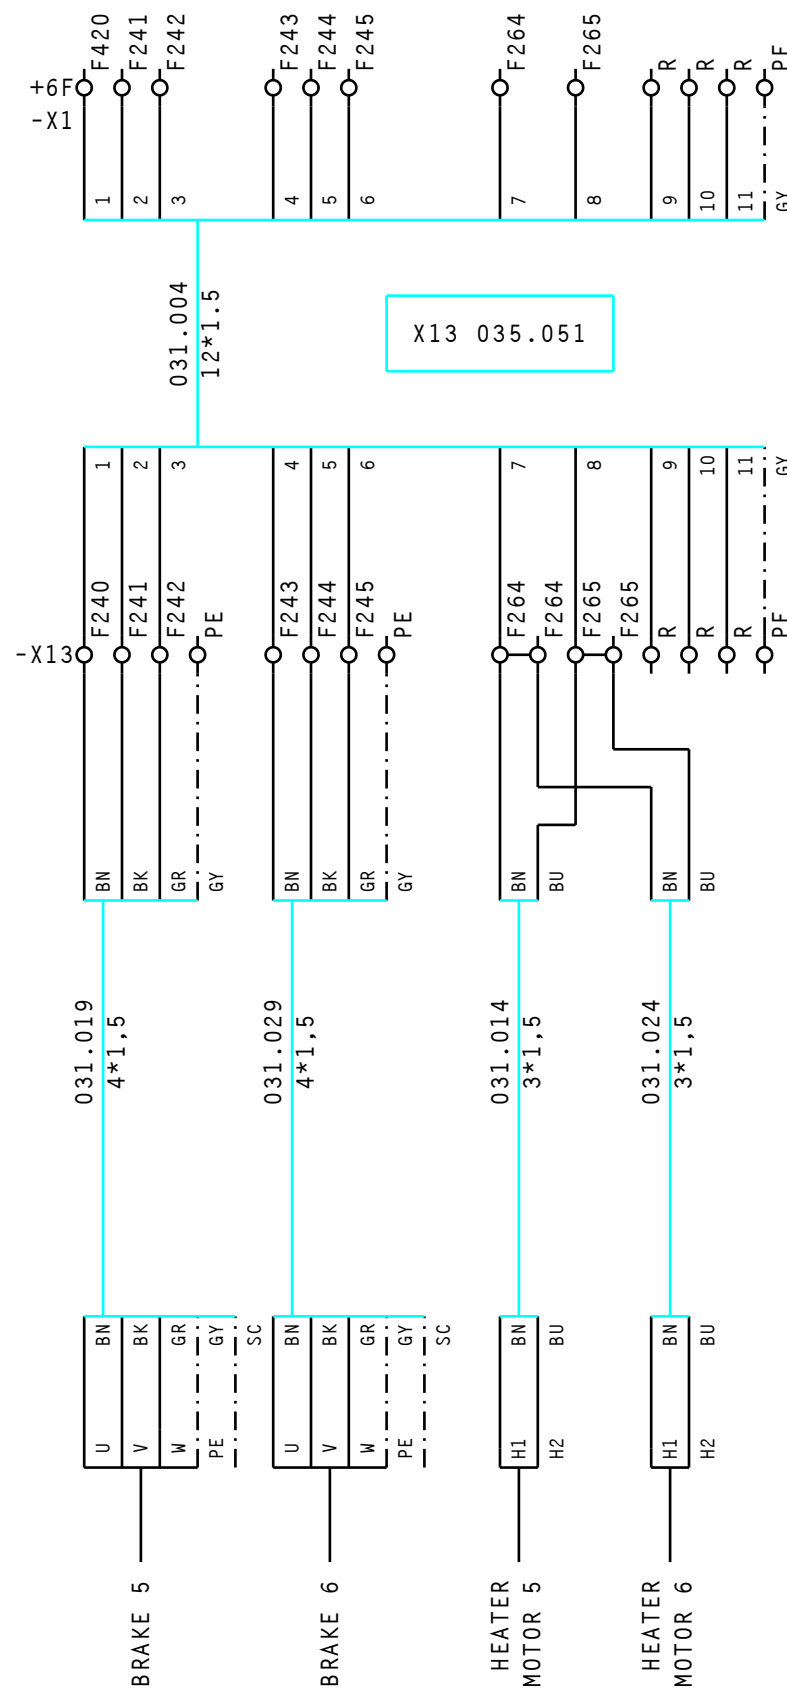 +6F
-X1
F420
F241
F242
F243
F244
F245
F264
F265
R
R
R
PE
1
2
3
4
5
6
7
8
9
10
11
GY
031.004
12*1.5
X13 035.051
1
2
3
4
5
6
7
8
9
10
11
GY
-X13
F240
F241
F242
PE
F243
F244
F245
PE
F264
F264
F265
F265
R
R
R
PE
BN
BK
GR
GY
BN
BK
GR
GY
BN
BU
BN
BU
031.019
4*1,5
031.029
4*1,5
031.014
3*1,5
031.024
3*1,5
BN
BK
GR
GY
SC
BN
BK
GR
GY
SC
BN
BU
BN
BU
U
V
W
PE
U
V
W
PE
H1
H2
H1
H2
BRAKE 5
BRAKE 6
HEATER
MOTOR 5
HEATER
MOTOR 6